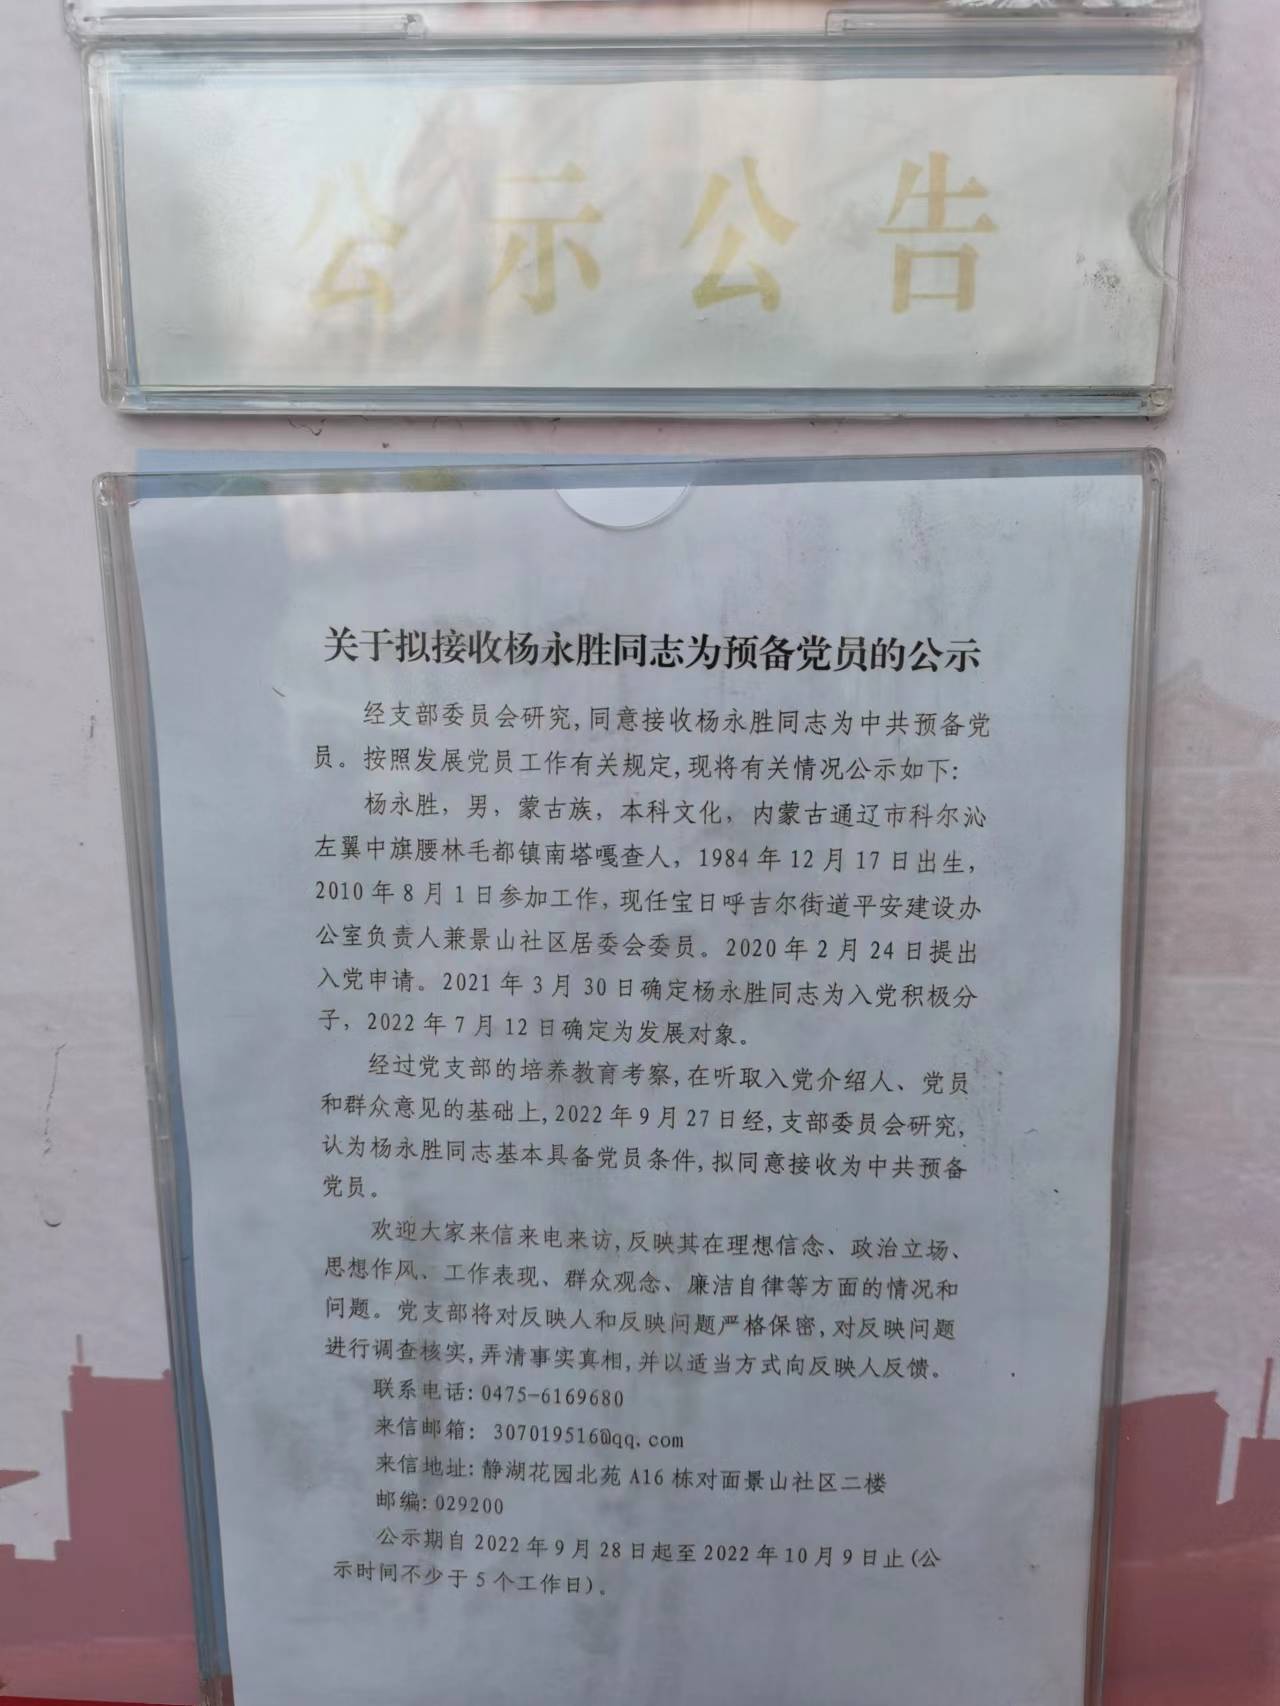 公示公告
关于拟接收杨永胜同志为预备党员的公示
经支部委员会研究,同意接收杨永胜同志为中共预备党
员。按照发展党员工作有关规定,现将有关情况公示如下:
杨永胜，男，蒙古族，本科文化，内蒙古通辽市科尔沁
左翼中旗腰林毛都镇南塔嘎查人，1984年12月17日出生，
2010年8月1日参加工作，现任宝日呼吉尔街道平安建设办
公室负责人兼景山社区居委会委员。2020年2月24日提出
入党申请。2021年3月30日确定杨永胜同志为入党积极分
子，2022年7月12日确定为发展对象。
经过党支部的培养教育考察,在听取入党介绍人、党员
和群众意见的基础上,2022年9月27日经,支部委员会研究,
认为杨永胜同志基本具备党员条件,拟同意接收为中共预备
党员。
欢迎大家来信来电来访,反映其在理想信念、政治立场、
思想作风、工作表现、群众观念、廉洁自律等方面的情况和
问题。党支部将对反映人和反映问题严格保密,对反映问题
进行调查核实,弄清事实真相,并以适当方式向反映人反馈。
联系电话:0475-6169680
来信邮箱: 307019516@qq.com
来信地址:静湖花园北苑A16栋对面景山社区二楼
邮编:029200
公示期自2022年9月28日起至2022年10月9日止(公
示时间不少于5个工作日)。